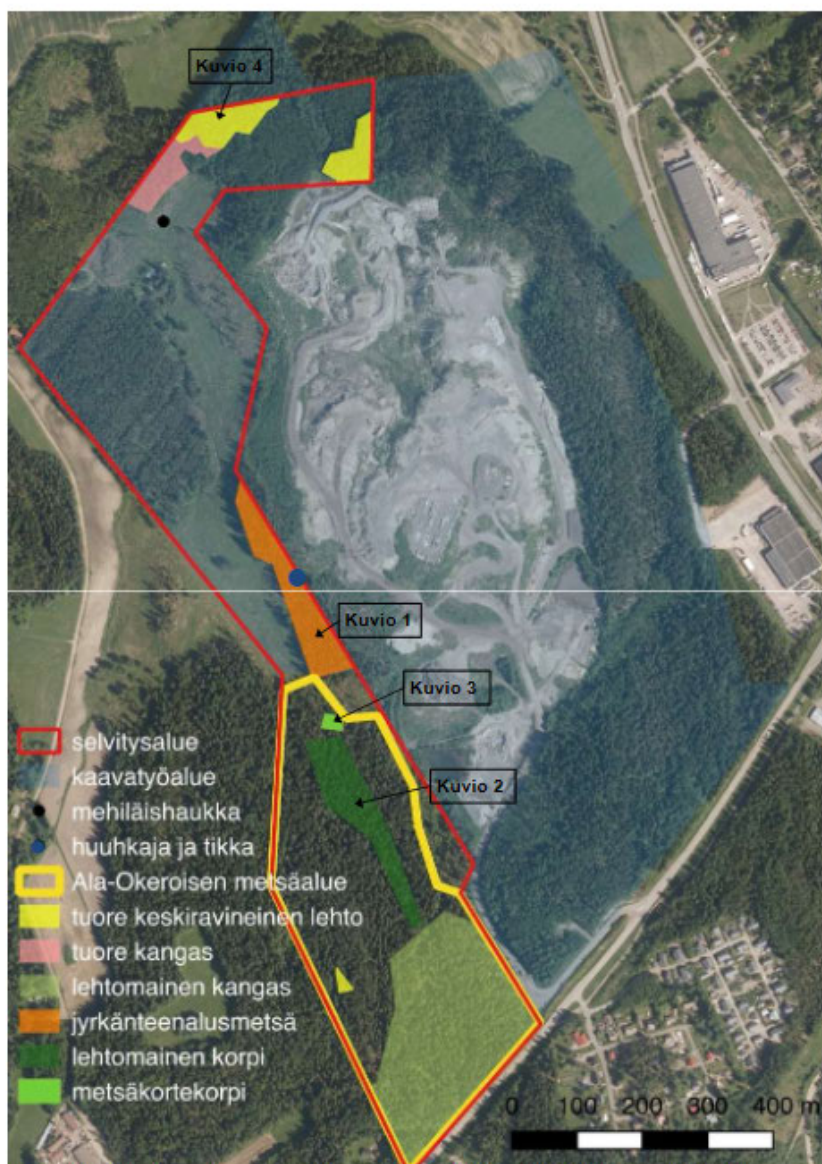 Kuvio 4
Kuvio 1
Kuvio 3
Kuvio 2
selvitysalue
kaavatyöalue
mehiläishaukka
huuhkaja ja tikka
Ala-Okeroisen metsäalue
tuore keskiravineinen lehto
tuore kangas
lehtomainen kangas
jyrkänteenalusmetsä
lehtomainen korpi
metsäkortekorpi
0 100 200 300 400 m